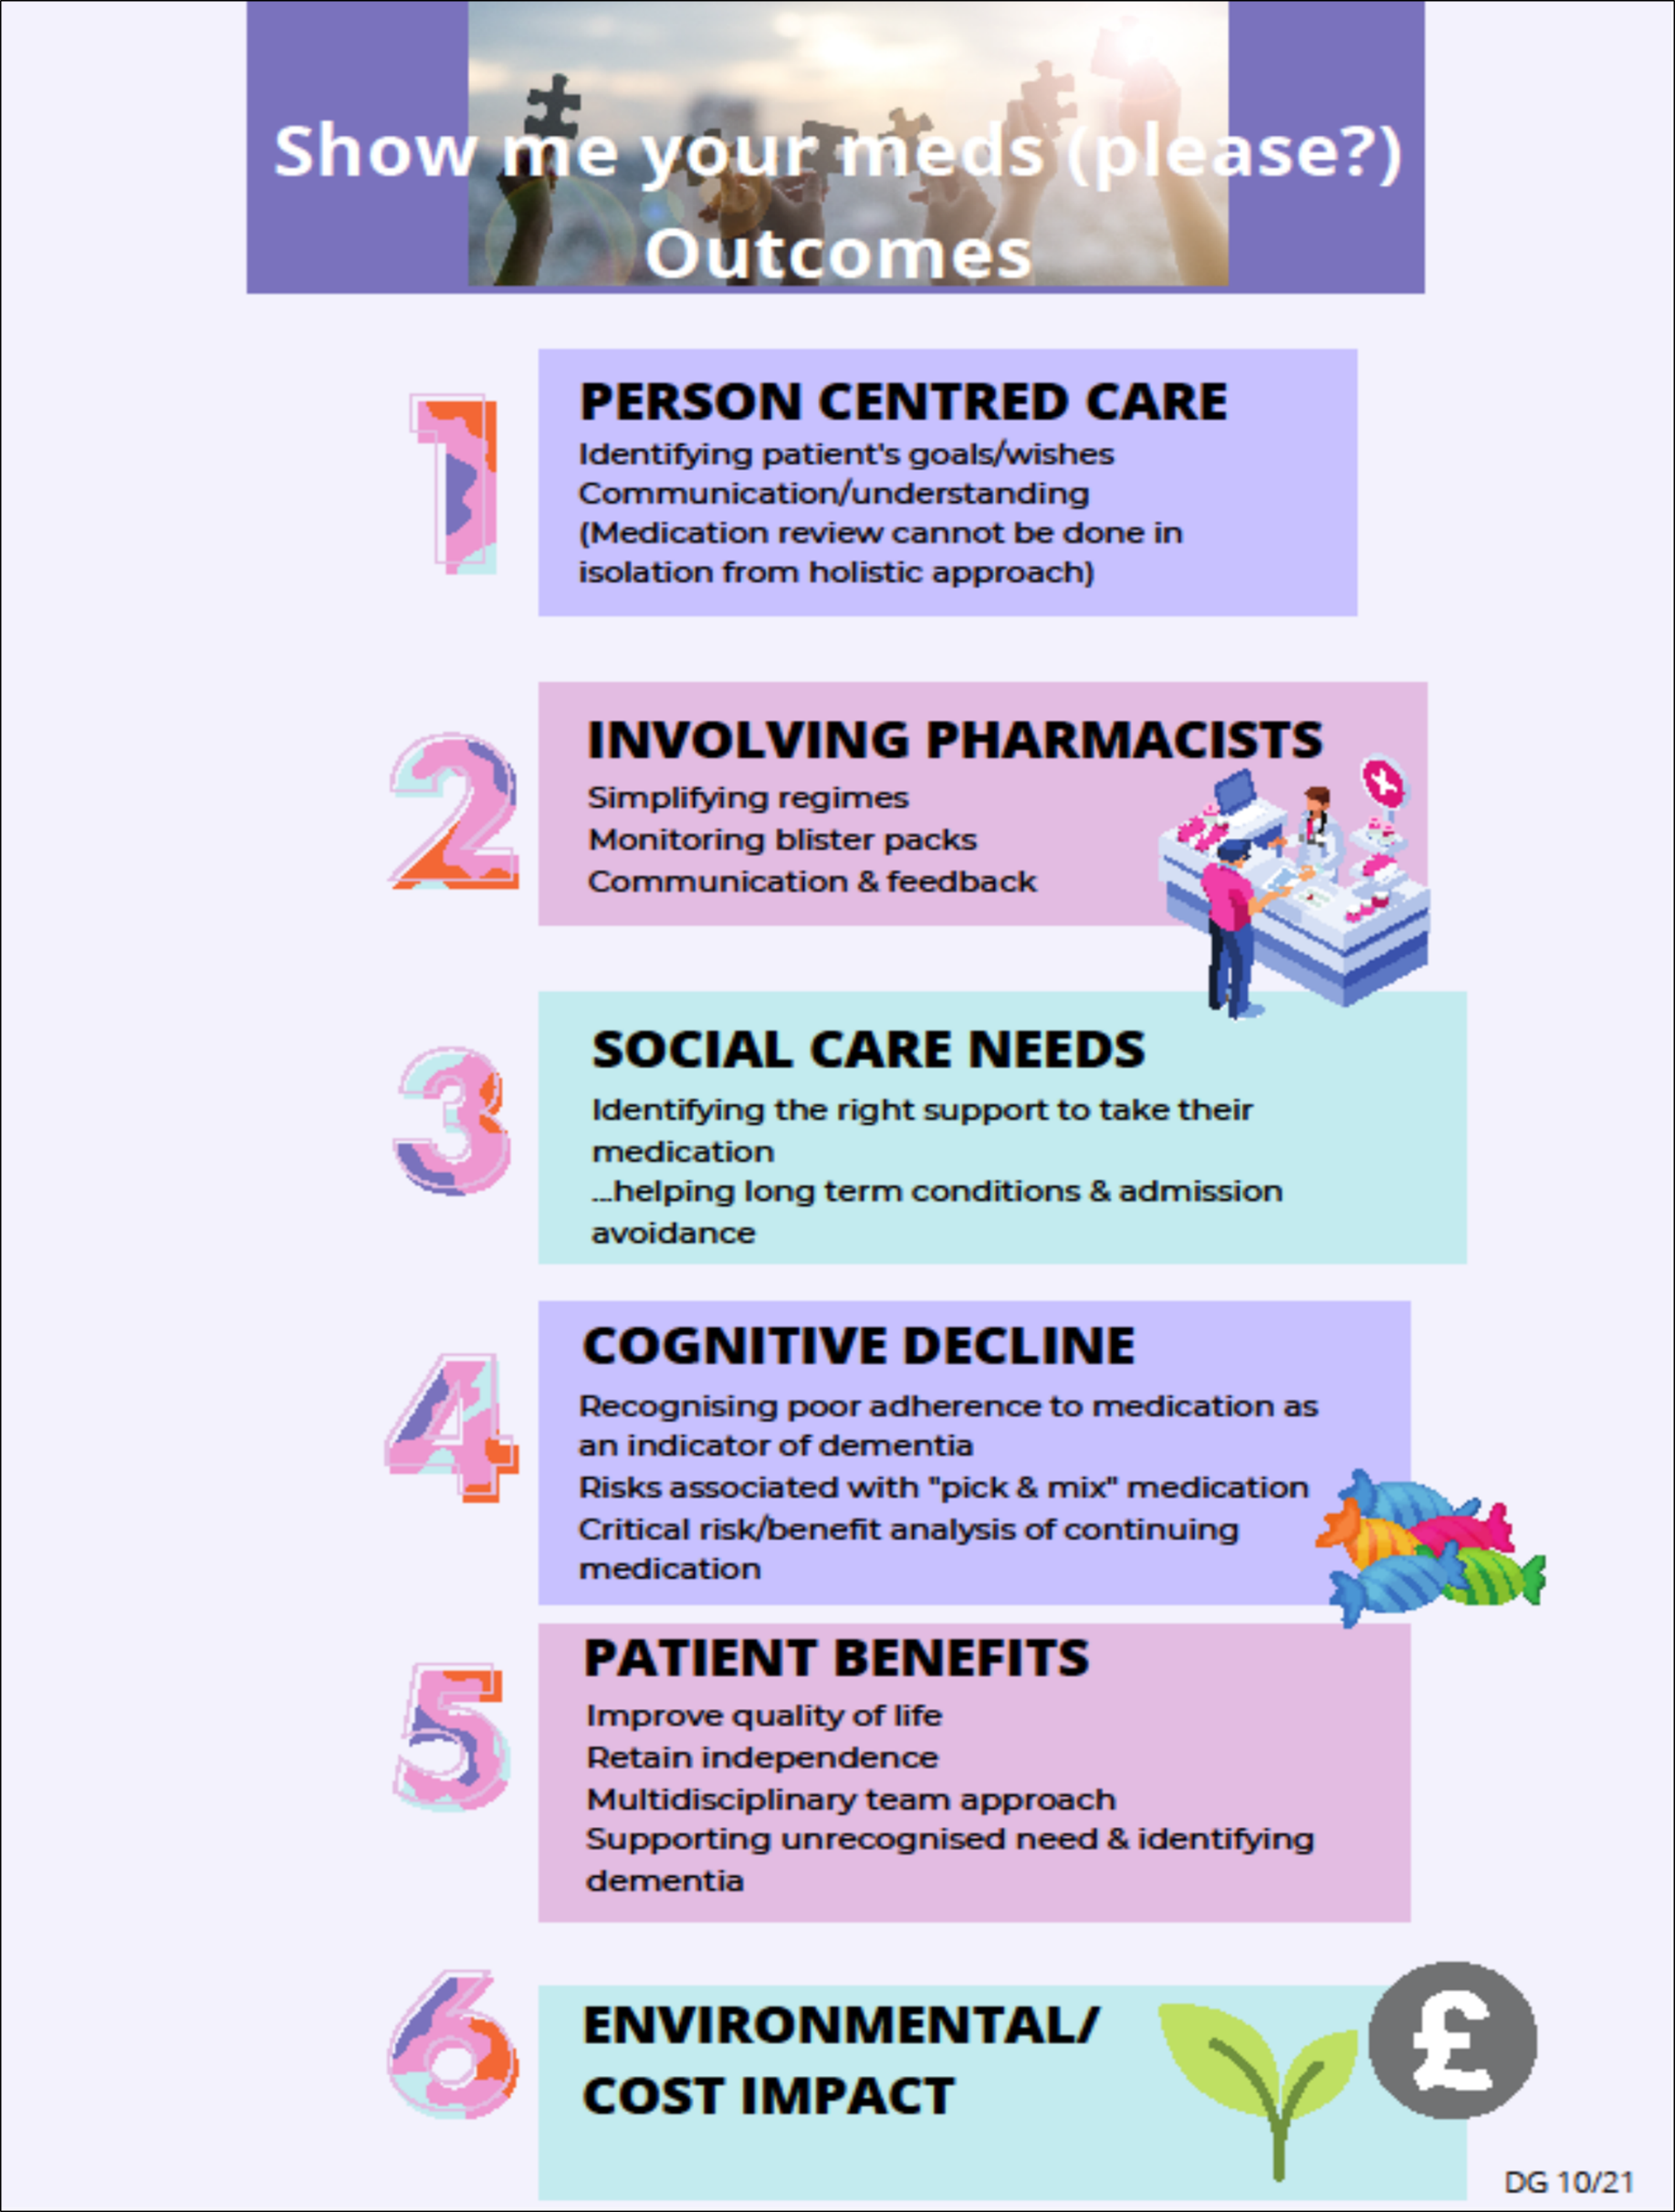 Show me your meds (please?)
Outcomes
1
PERSON CENTRED CARE
Identifying patient's goals/wishes
Communication/understanding
(Medication review cannot be done in
isolation from holistic approach)
2
INVOLVING PHARMACISTS
Simplifying regimes
Monitoring blister packs
Communication & feedback
3
SOCIAL CARE NEEDS
Identifying the right support to take their
medication
...helping long term conditions & admission
avoidance
4
COGNITIVE DECLINE
Recognising poor adherence to medication as
an indicator of dementia
Risks associated with "pick & mix" medication
Critical risk/benefit analysis of continuing
medication
5
PATIENT BENEFITS
Improve quality of life
Retain independence
Multidisciplinary team approach
Supporting unrecognised need & identifying
dementia
6
ENVIRONMENTAL/
COST IMPACT
£
DG 10/21